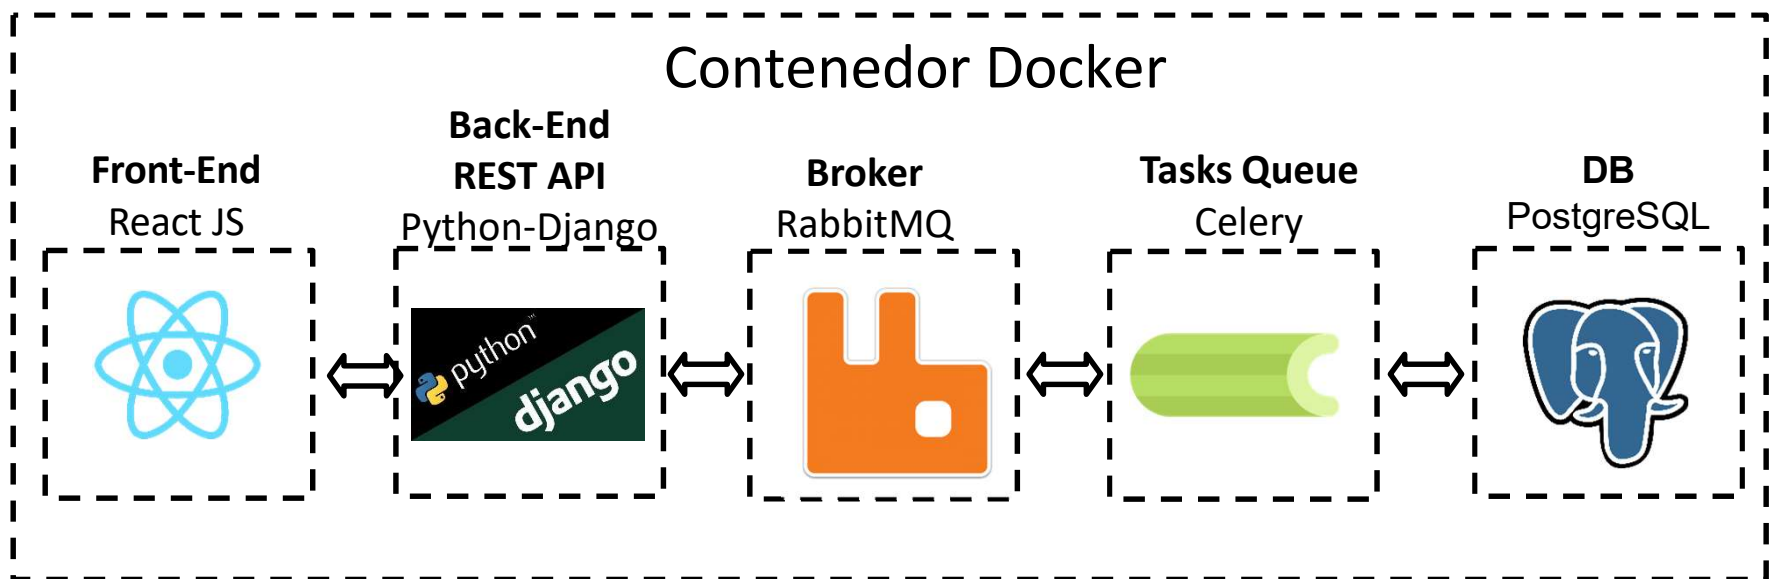 Contenedor Docker
Front-End
React JS
Back-End
REST API
Python-Django
Broker
RabbitMQ
Tasks Queue
Celery
DB
PostgreSQL
python™
django